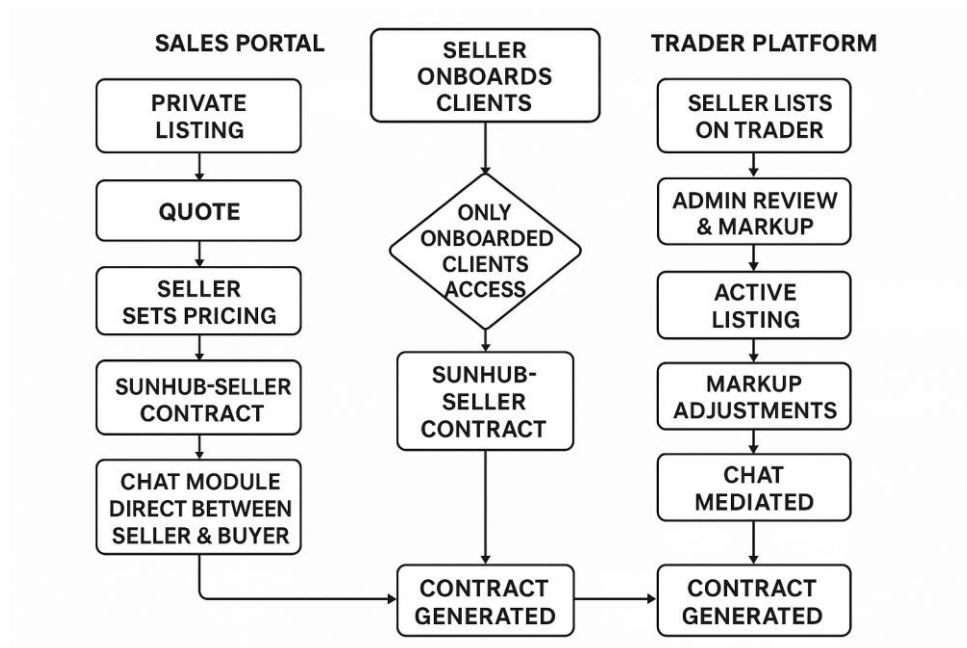 SALES PORTAL
PRIVATE
LISTING
QUOTE
SELLER
SETS PRICING
SUNHUB-SELLER
CONTRACT
CHAT MODULE
DIRECT BETWEEN
SELLER & BUYER
SELLER
ONBOARDS
CLIENTS
ONLY
ONBOARDED
CLIENTS
ACCESS
SUNHUB-
SELLER
CONTRACT
CONTRACT
GENERATED
TRADER PLATFORM
SELLER LISTS
ON TRADER
ADMIN REVIEW
& MARKUP
ACTIVE
LISTING
MARKUP
ADJUSTMENTS
CHAT
MEDIATED
CONTRACT
GENERATED